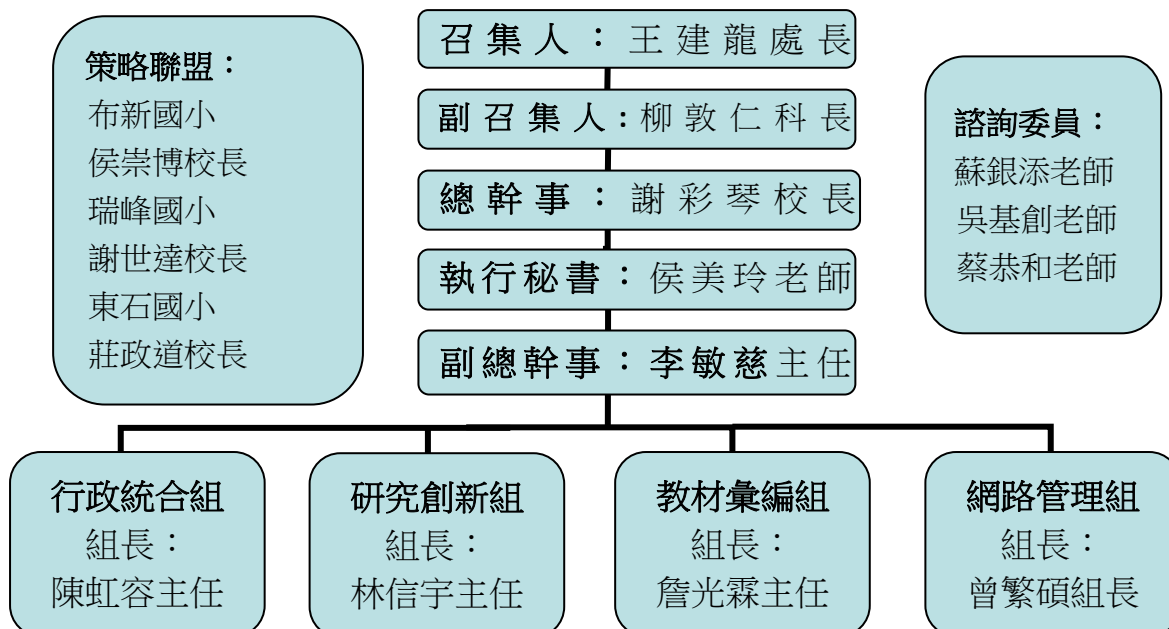 策略聯盟：
布新國小
侯崇博校長
瑞峰國小
謝世達校長
東石國小
莊政道校長
召集人：王建龍處長
副召集人：柳敦仁科長
總幹事：謝彩琴校長
執行秘書：侯美玲老師
副總幹事：李敏慈主任
諮詢委員：
蘇銀添老師
吳基創老師
蔡恭和老師
行政統合組
組長：
陳虹容主任
研究創新組
組長：
林信宇主任
教材彙編組
組長：
詹光霖主任
網路管理組
組長：
曾繁碩組長